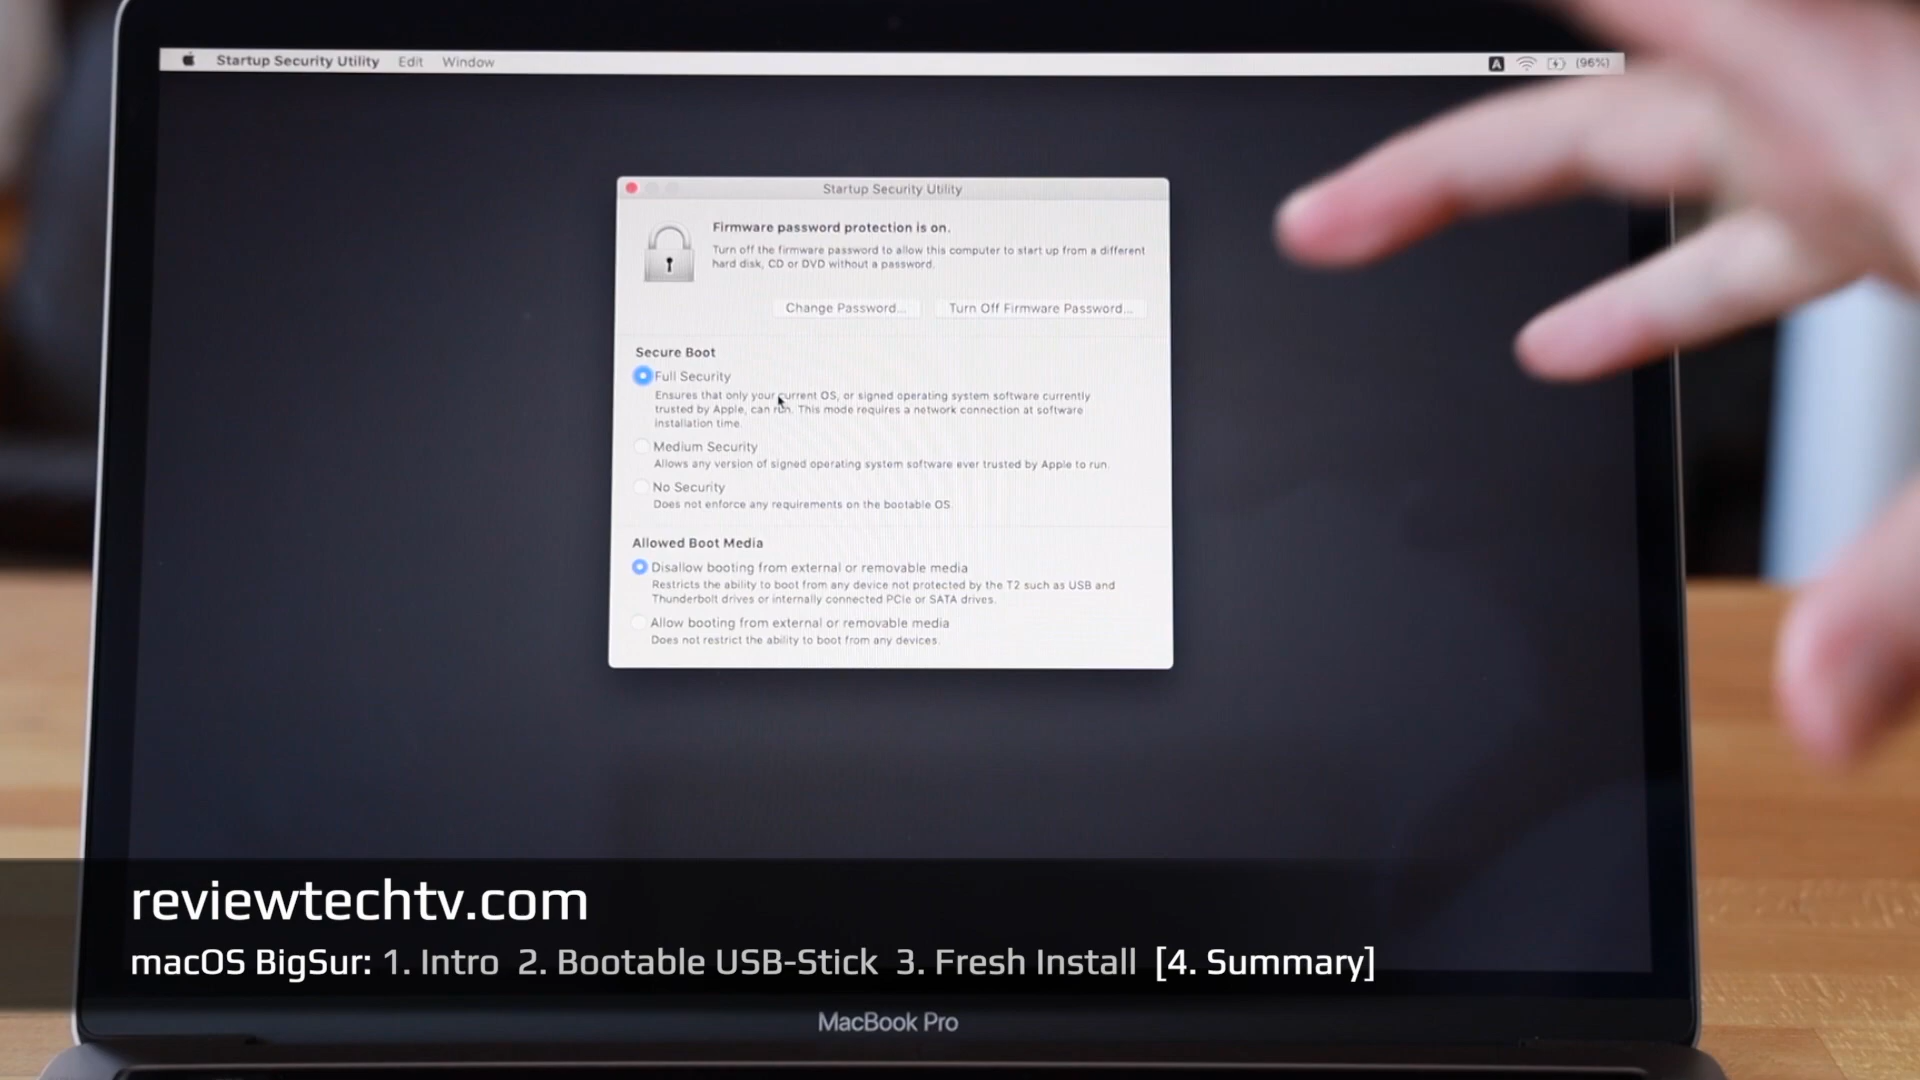 Startup Security Utility Edit Window A (96%)
Startup Security Utility
Firmware password protection is on.
Turn off the firmware password to allow this computer to start up from a different
hard disk, CD or DVD without a password.
Change Password... Turn Off Firmware Password...
Secure Boot
Full Security
Ensures that only your current OS, or signed operating system software currently
trusted by Apple, can run. This mode requires a network connection at software
installation time.
Medium Security
Allows any version of signed operating system software ever trusted by Apple to run.
No Security
Does not enforce any requirements on the bootable OS.
Allowed Boot Media
Disallow booting from external or removable media
Restricts the ability to boot from any device not protected by the T2 such as USB and
Thunderbolt drives or internally connected PCIe or SATA drives.
Allow booting from external or removable media
Does not restrict the ability to boot from any devices.
reviewtechtv.com
macOS BigSur: 1. Intro 2. Bootable USB-Stick 3. Fresh Install [4. Summary]
MacBook Pro